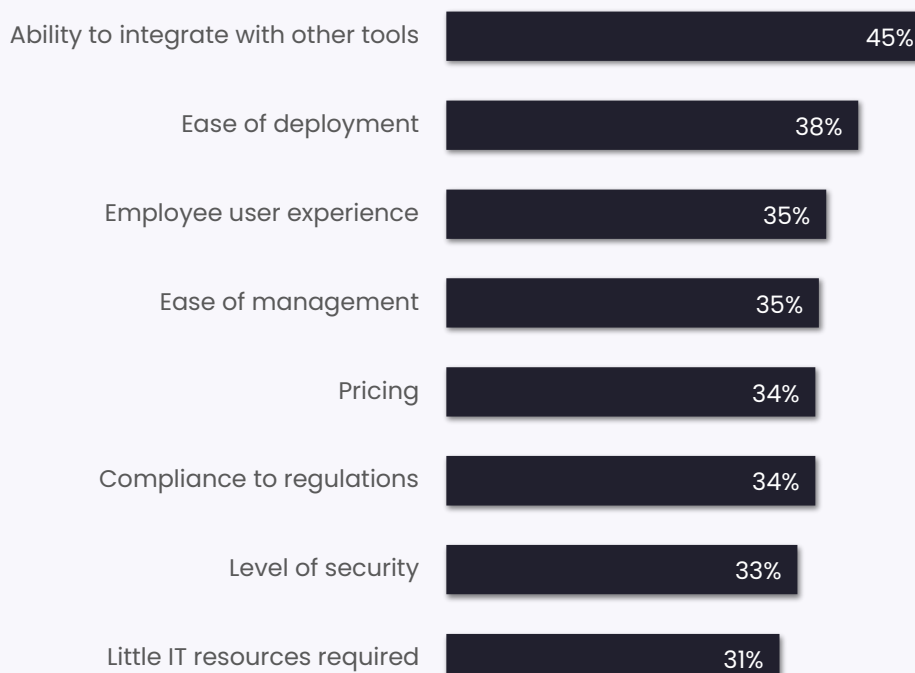 Ability to integrate with other tools 45%
Ease of deployment 38%
Employee user experience 35%
Ease of management 35%
Pricing 34%
Compliance to regulations 34%
Level of security 33%
Little IT resources required 31%